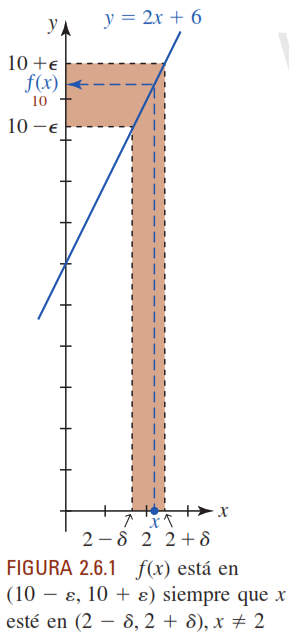 y = 2x + 6
y
10 +ϵ
f(x)
10
10 −ϵ
x
x
2 − δ 2 2 + δ
FIGURA 2.6.1 f(x) está en
(10 − ε, 10 + ε) siempre que x
esté en (2 − δ, 2 + δ), x ≠ 2